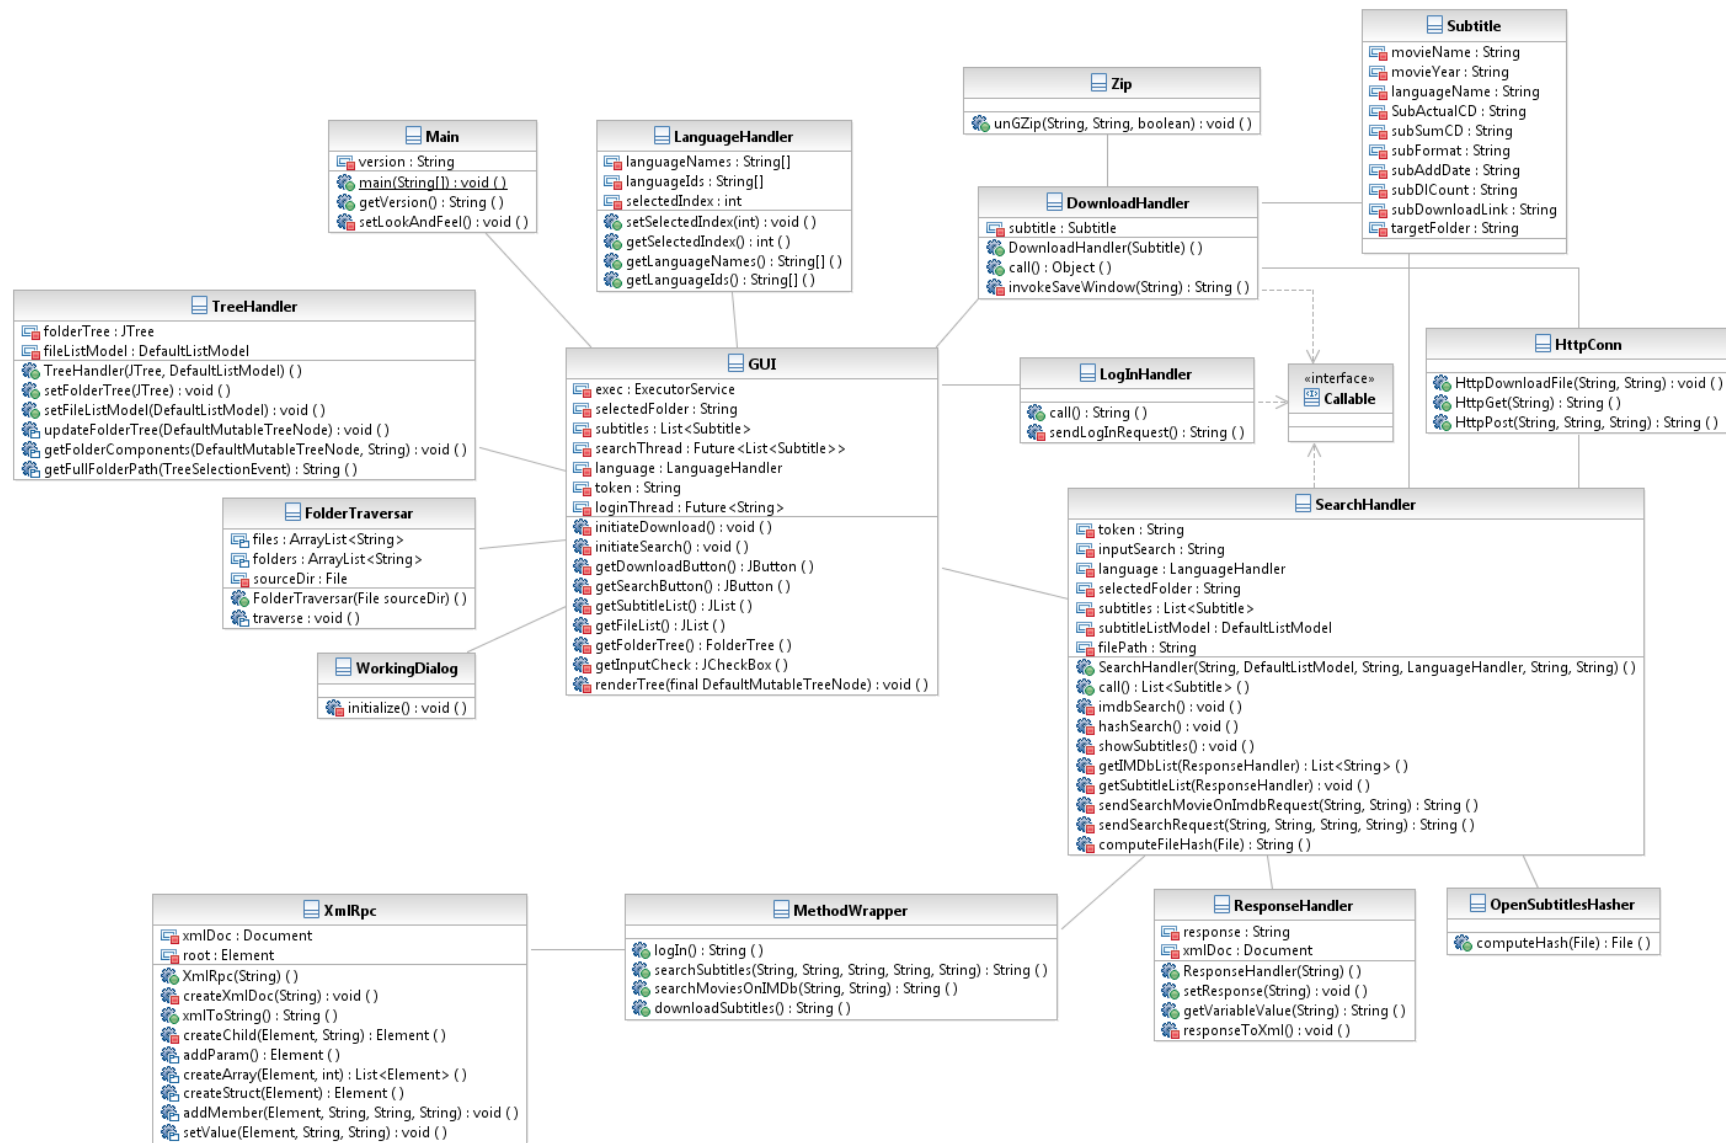 Subtitle
movieName : String
movieYear : String
languageName : String
SubActualCD : String
subSumCD : String
subFormat : String
subAddDate : String
subDlCount : String
subDownloadLink : String
targetFolder : String
Zip
unGZip(String, String, boolean) : void ( )
Main
version : String
main(String[]) : void ( )
getVersion() : String ( )
setLookAndFeel() : void ( )
LanguageHandler
languageNames : String[]
languageIds : String[]
selectedIndex : int
setSelectedIndex(int) : void ( )
getSelectedIndex() : int ( )
getLanguageNames() : String[] ( )
getLanguageIds() : String[] ( )
DownloadHandler
subtitle : Subtitle
DownloadHandler(Subtitle) ( )
call() : Object ( )
invokeSaveWindow(String) : String ( )
TreeHandler
folderTree : JTree
fileListModel : DefaultListModel
TreeHandler(JTree, DefaultListModel) ( )
setFolderTree(JTree) : void ( )
setFileListModel(DefaultListModel) : void ( )
updateFolderTree(DefaultMutableTreeNode) : void ( )
getFolderComponents(DefaultMutableTreeNode, String) : void ( )
getFullFolderPath(TreeSelectionEvent) : String ( )
GUI
exec : ExecutorService
selectedFolder : String
subtitles : List<Subtitle>
searchThread : Future<List<Subtitle>>
language : LanguageHandler
token : String
loginThread : Future<String>
initiateDownload() : void ( )
initiateSearch() : void ( )
getDownloadButton() : JButton ( )
getSearchButton() : JButton ( )
getSubtitleList() : JList ( )
getFileList() : JList ( )
getFolderTree() : FolderTree ( )
getInputCheck : JCheckBox ( )
renderTree(final DefaultMutableTreeNode) : void ( )
LogInHandler
call() : String ( )
sendLogInRequest() : String ( )
«interface»
Callable
HttpConn
HttpDownloadFile(String, String) : void ( )
HttpGet(String) : String ( )
HttpPost(String, String, String) : String ( )
FolderTraversar
files : ArrayList<String>
folders : ArrayList<String>
sourceDir : File
FolderTraversar(File sourceDir) ( )
traverse : void ( )
WorkingDialog
initialize() : void ( )
SearchHandler
token : String
inputSearch : String
language : LanguageHandler
selectedFolder : String
subtitles : List<Subtitle>
subtitleListModel : DefaultListModel
filePath : String
SearchHandler(String, DefaultListModel, String, LanguageHandler, String, String) ( )
call() : List<Subtitle> ( )
imdbSearch() : void ( )
hashSearch() : void ( )
showSubtitles() : void ( )
getIMDbList(ResponseHandler) : List<String> ( )
getSubtitleList(ResponseHandler) : void ( )
sendSearchMovieOnImdbRequest(String, String) : String ( )
sendSearchRequest(String, String, String, String) : String ( )
computeFileHash(File) : String ( )
XmlRpc
xmlDoc : Document
root : Element
XmlRpc(String) ( )
createXmlDoc(String) : void ( )
xmlToString() : String ( )
createChild(Element, String) : Element ( )
addParam() : Element ( )
createArray(Element, int) : List<Element> ( )
createStruct(Element) : Element ( )
addMember(Element, String, String, String) : void ( )
setValue(Element, String, String) : void ( )
MethodWrapper
logIn() : String ( )
searchSubtitles(String, String, String, String, String) : String ( )
searchMoviesOnIMDb(String, String) : String ( )
downloadSubtitles() : String ( )
ResponseHandler
response : String
xmlDoc : Document
ResponseHandler(String) ( )
setResponse(String) : void ( )
getVariableValue(String) : String ( )
responseToXml() : void ( )
OpenSubtitlesHasher
computeHash(File) : File ( )